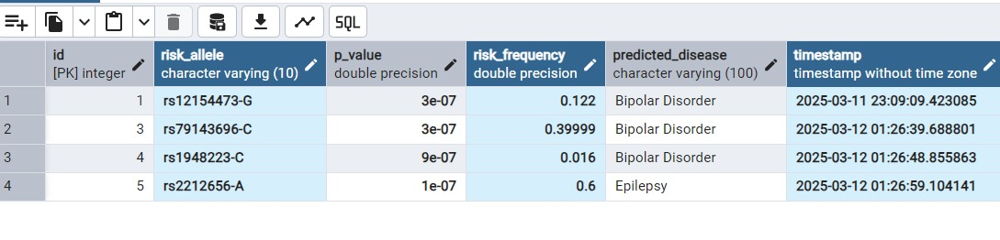 SQL
id risk_allele p_value risk_frequency predicted_disease timestamp
[PK] integer character varying (10) double precision double precision character varying (100) timestamp without time zone
1 1 rs12154473-G 3e-07 0.122 Bipolar Disorder 2025-03-11 23:09:09.423085
2 3 rs79143696-C 3e-07 0.39999 Bipolar Disorder 2025-03-12 01:26:39.688801
3 4 rs1948223-C 9e-07 0.016 Bipolar Disorder 2025-03-12 01:26:48.855863
4 5 rs2212656-A 1e-07 0.6 Epilepsy 2025-03-12 01:26:59.104141